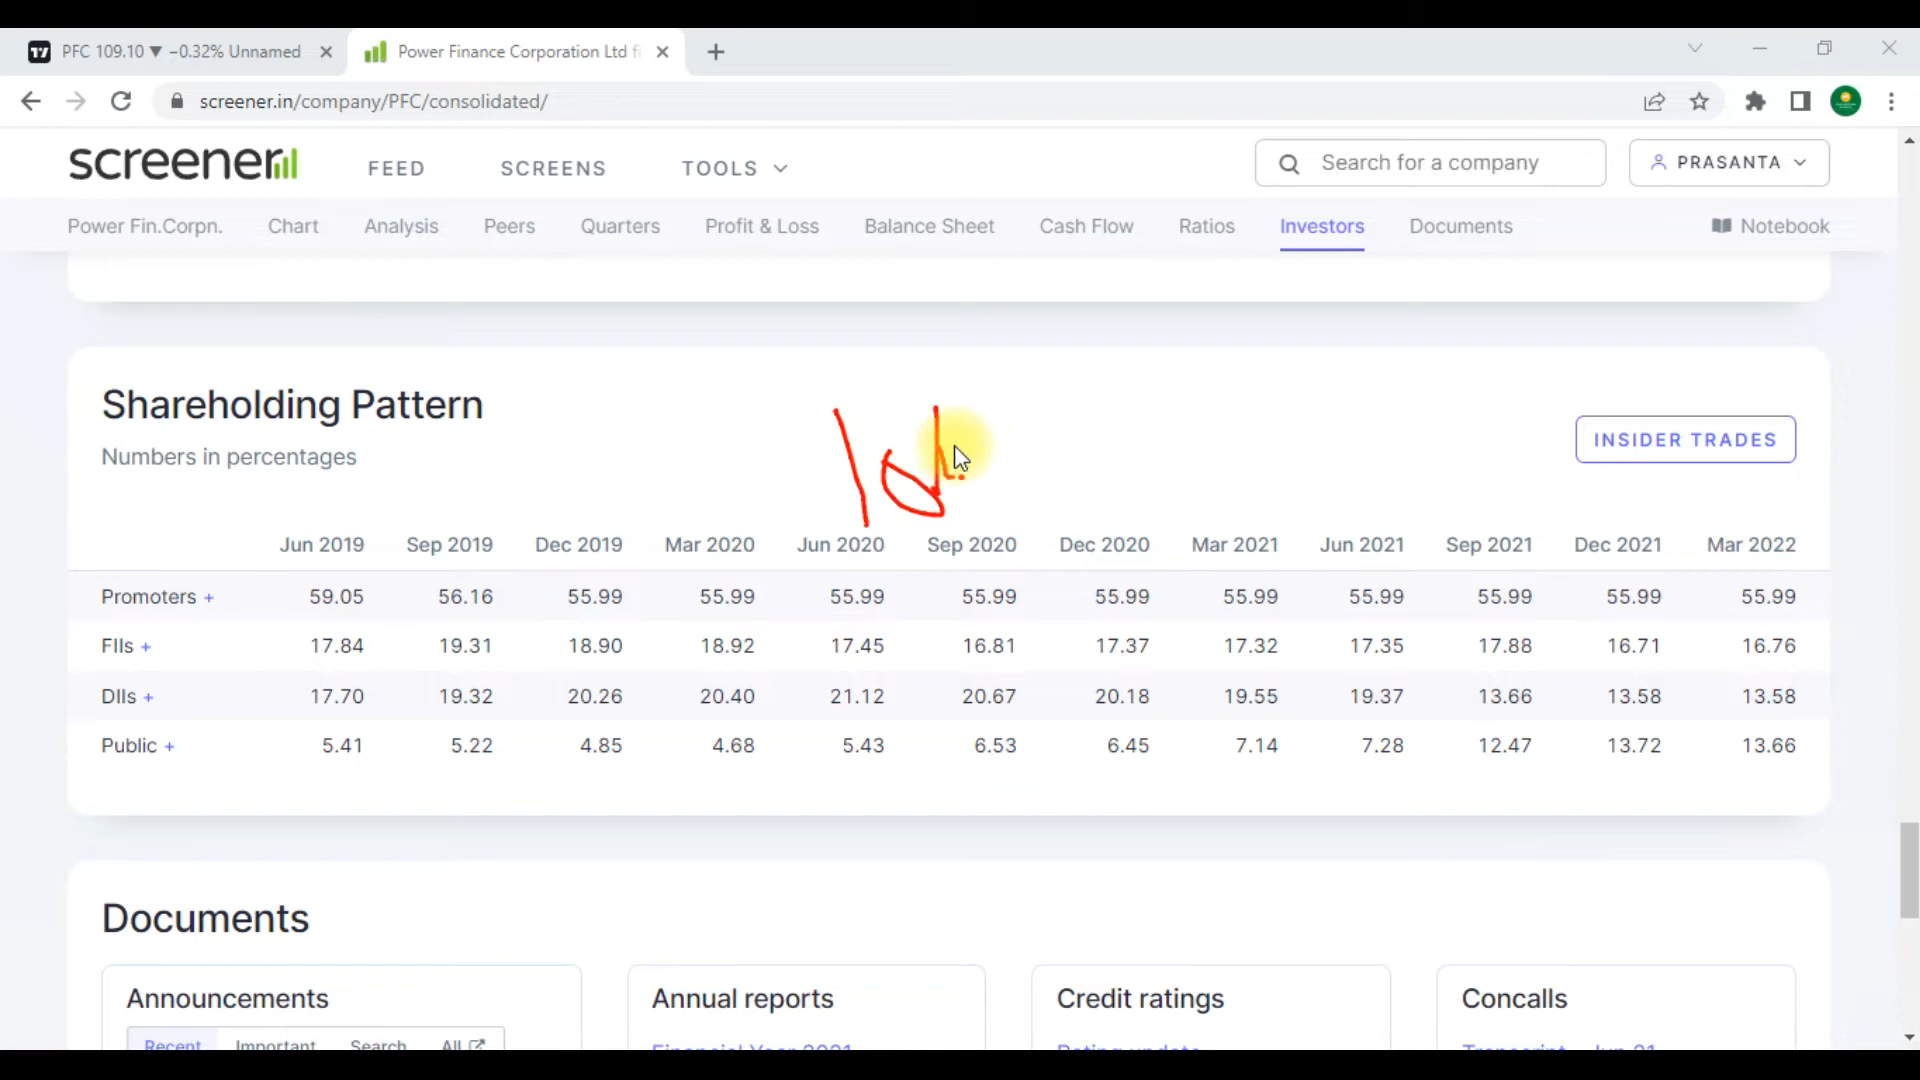 PFC 109.10 ▼ −0.32% Unnamed
Power Finance Corporation Ltd fi
screener.in/company/PFC/consolidated/
screener FEED SCREENS TOOLS Search for a company PRASANTA
Power Fin.Corpn. Chart Analysis Peers Quarters Profit & Loss Balance Sheet Cash Flow Ratios Investors Documents Notebook
Shareholding Pattern
Numbers in percentages
INSIDER TRADES
Jun 2019 Sep 2019 Dec 2019 Mar 2020 Jun 2020 Sep 2020 Dec 2020 Mar 2021 Jun 2021 Sep 2021 Dec 2021 Mar 2022
Promoters + 59.05 56.16 55.99 55.99 55.99 55.99 55.99 55.99 55.99 55.99 55.99 55.99
FIIs + 17.84 19.31 18.90 18.92 17.45 16.81 17.37 17.32 17.35 17.88 16.71 16.76
DIIs + 17.70 19.32 20.26 20.40 21.12 20.67 20.18 19.55 19.37 13.66 13.58 13.58
Public + 5.41 5.22 4.85 4.68 5.43 6.53 6.45 7.14 7.28 12.47 13.72 13.66
Documents
Announcements Annual reports Credit ratings Concalls
Recent Important Search All Financial Year 2021 Rating update Transcript - Jun 21